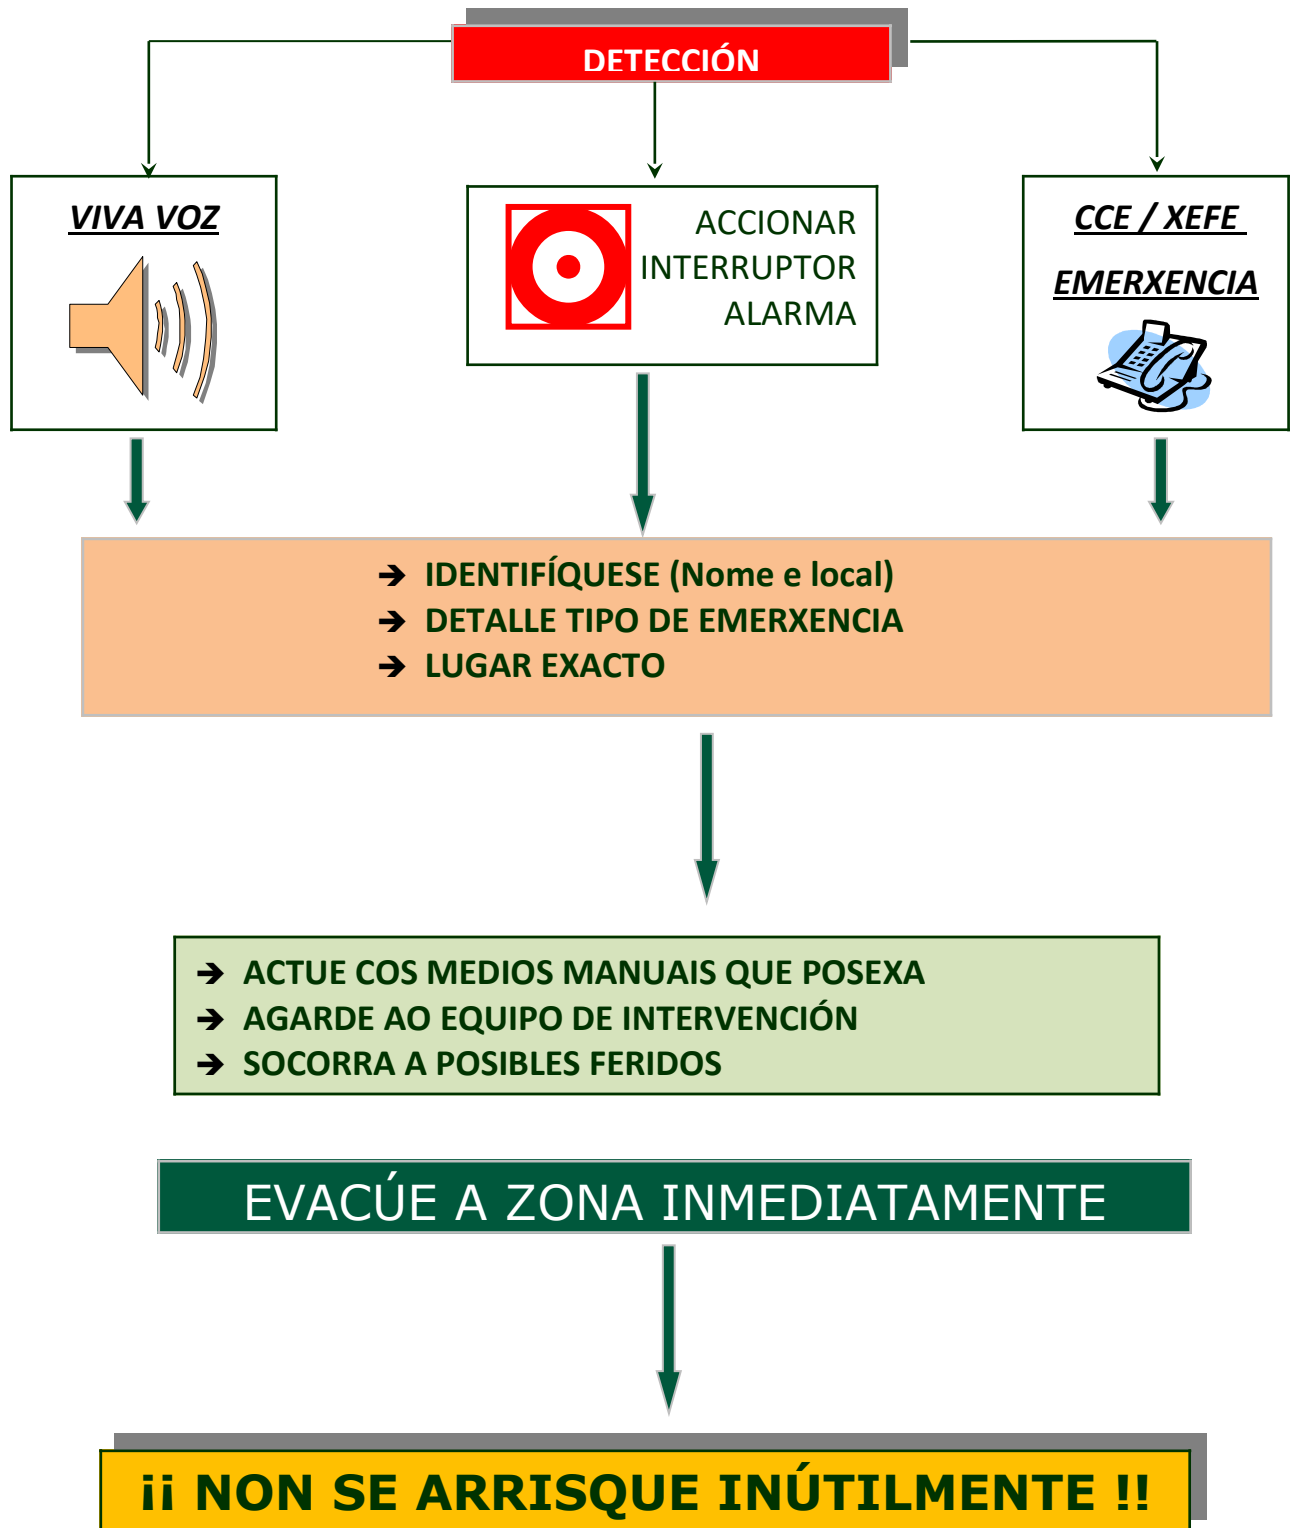 DETECCIÓN
VIVA VOZ
ACCIONAR
INTERRUPTOR
ALARMA
CCE / XEFE
EMERXENCIA
➔ IDENTIFÍQUESE (Nome e local)
➔ DETALLE TIPO DE EMERXENCIA
➔ LUGAR EXACTO
➔ ACTUE COS MEDIOS MANUAIS QUE POSEXA
➔ AGARDE AO EQUIPO DE INTERVENCIÓN
➔ SOCORRA A POSIBLES FERIDOS
EVACÚE A ZONA INMEDIATAMENTE
¡¡ NON SE ARRISQUE INÚTILMENTE !!